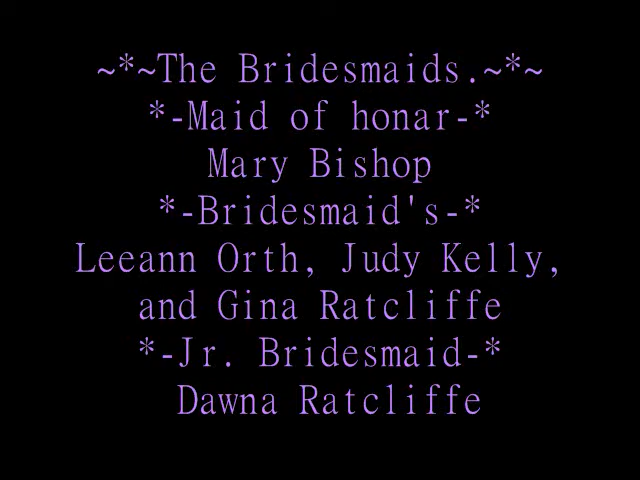 ~*~The Bridesmaids.~*~
*-Maid of honar-*
Mary Bishop
*-Bridesmaid's-*
Leeann Orth, Judy Kelly,
and Gina Ratcliffe
*-Jr. Bridesmaid-*
Dawna Ratcliffe